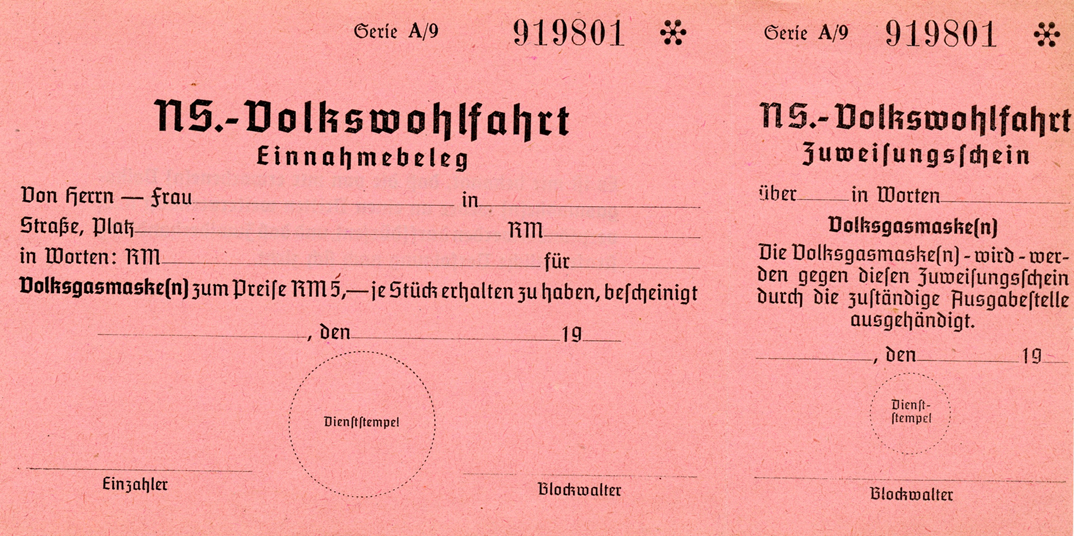 Serie A/9 919801
NS.-Volkswohlfahrt
Einnahmebeleg
Von Herrn — Frau in
Straße, Platz RM
in Worten: RM für
Volksgasmaske(n) zum Preise RM 5,— je Stück erhalten zu haben, bescheinigt
, den 19
Dienststempel
Einzahler
Blockwalter
Serie A/9 919801
NS.-Volkswohlfahrt
Zuweisungsschein
über in Worten
Volksgasmaske(n)
Die Volksgasmaske(n) - wird - wer-
den gegen diesen Zuweisungsschein
durch die zuständige Ausgabestelle
ausgehändigt.
, den 19
Dienst-
stempel
Blockwalter